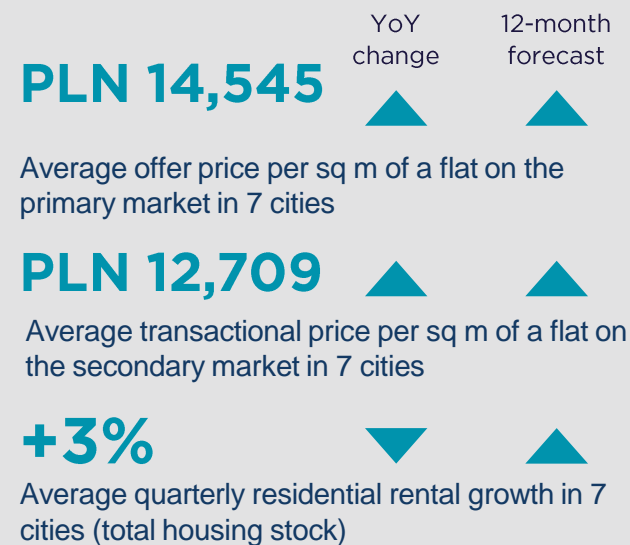 YoY change
12-month forecast
PLN 14,545
Average offer price per sq m of a flat on the
primary market in 7 cities
PLN 12,709
Average transactional price per sq m of a flat on
the secondary market in 7 cities
+3%
Average quarterly residential rental growth in 7
cities (total housing stock)